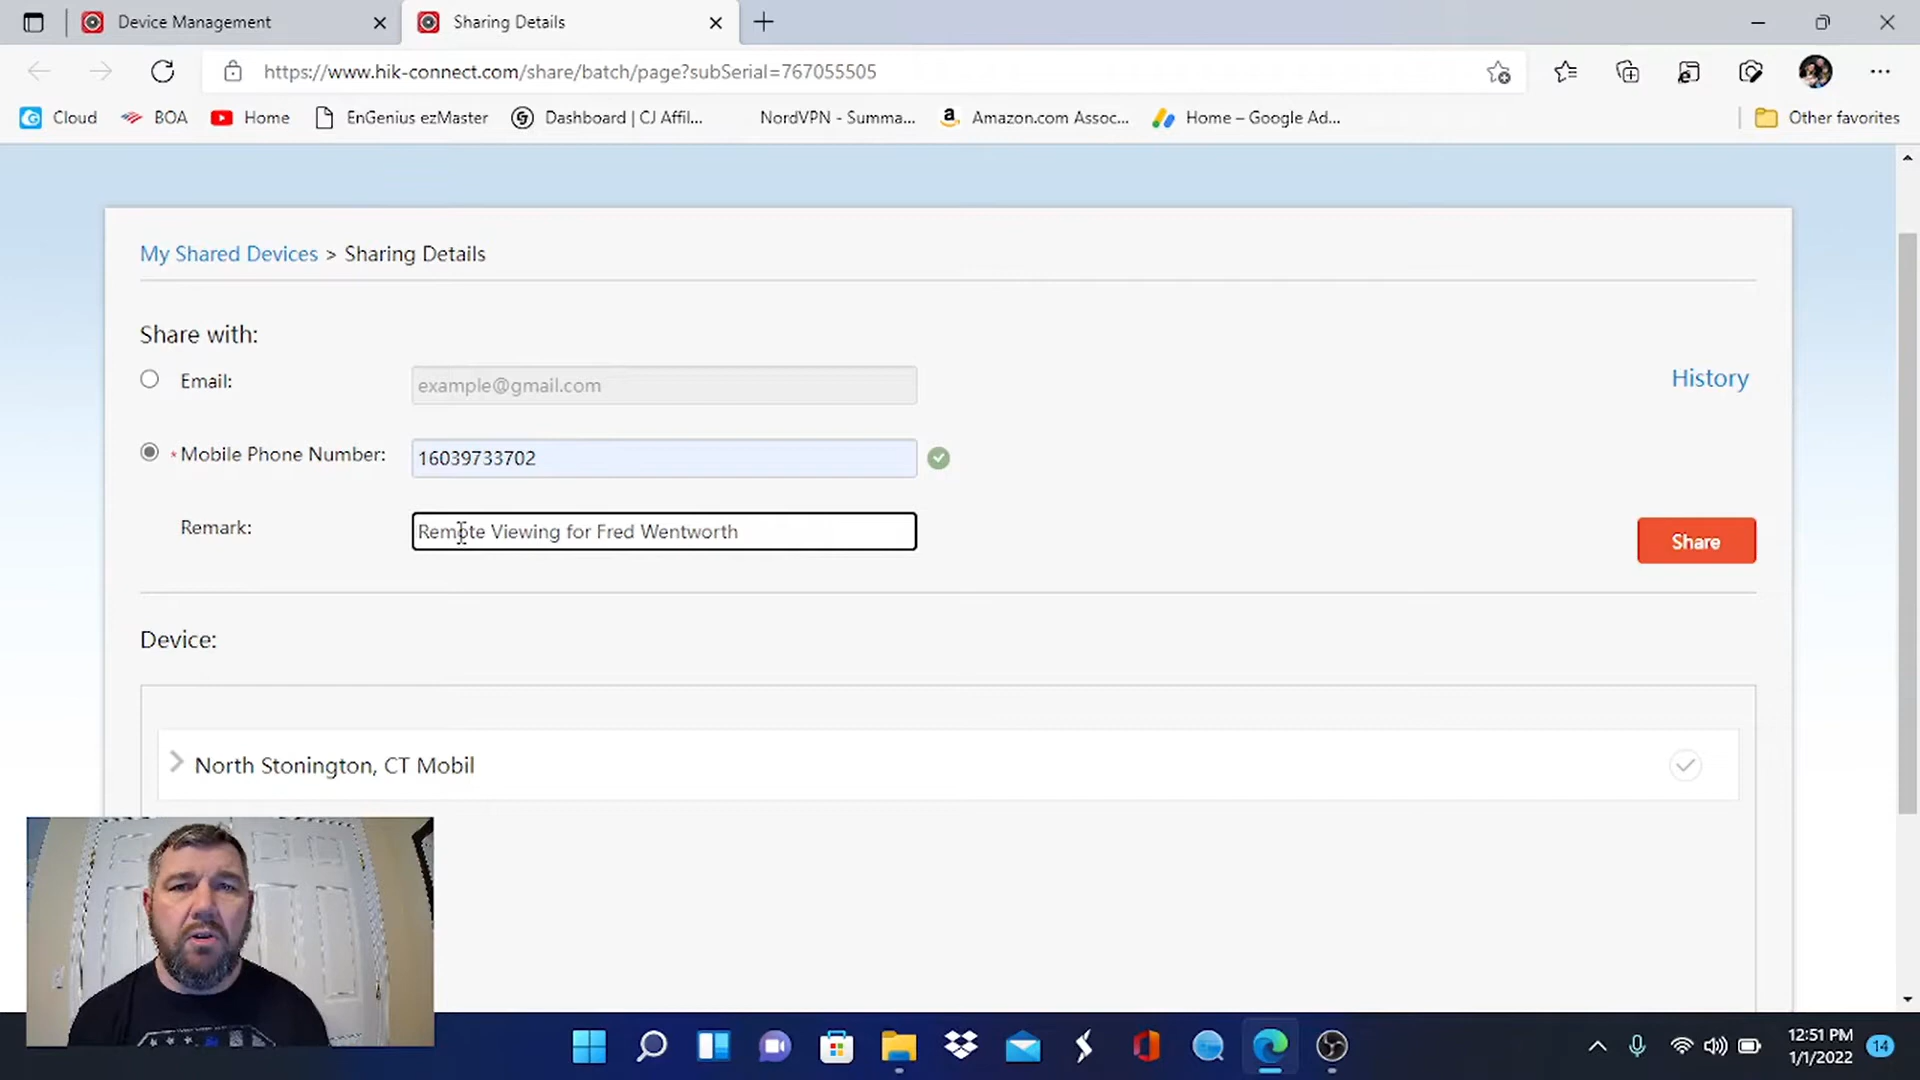 Device Management
Sharing Details
https://www.hik-connect.com/share/batch/page?subSerial=767055505
Cloud
BOA
Home
EnGenius ezMaster
Dashboard | CJ Affil...
NordVPN - Summa...
Amazon.com Assoc...
Home – Google Ad...
Other favorites
My Shared Devices > Sharing Details
Share with:
Email:
example@gmail.com
History
* Mobile Phone Number:
16039733702
Remark:
Remote Viewing for Fred Wentworth
Share
Device:
North Stonington, CT Mobil
12:51 PM
1/1/2022
14